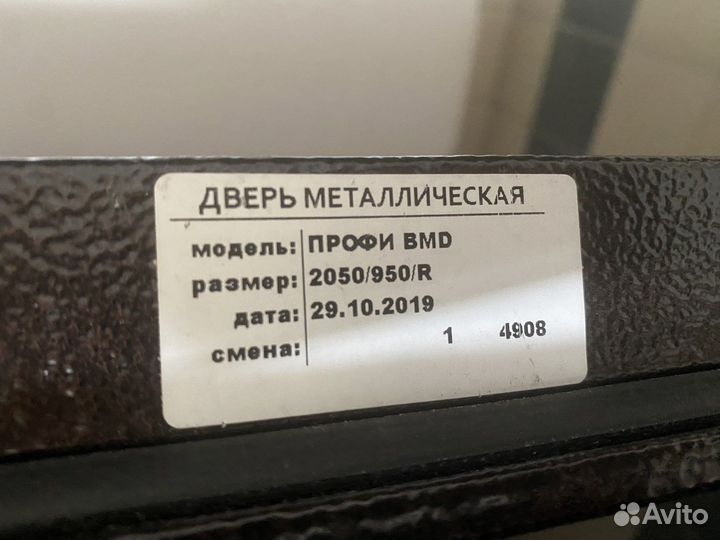 ДВЕРЬ МЕТАЛЛИЧЕСКАЯ
модель: ПРОФИ BMD
размер: 2050/950/R
дата: 29.10.2019
смена: 1 4908
Avito